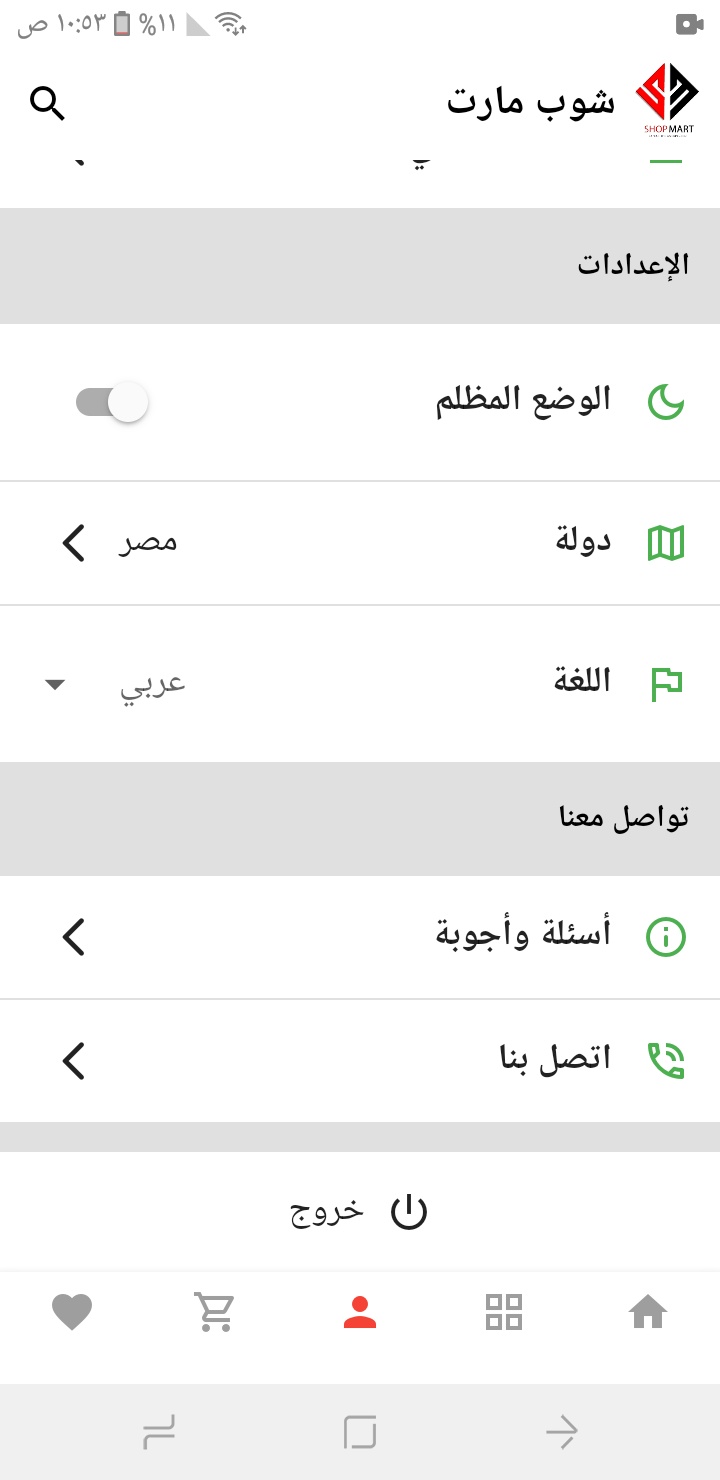 ١٠:٥٣ ص %١١
شوب مارت
SHOP MART
الإعدادات
الوضع المظلم
دولة مصر
اللغة عربي
تواصل معنا
أسئلة وأجوبة
اتصل بنا
خروج